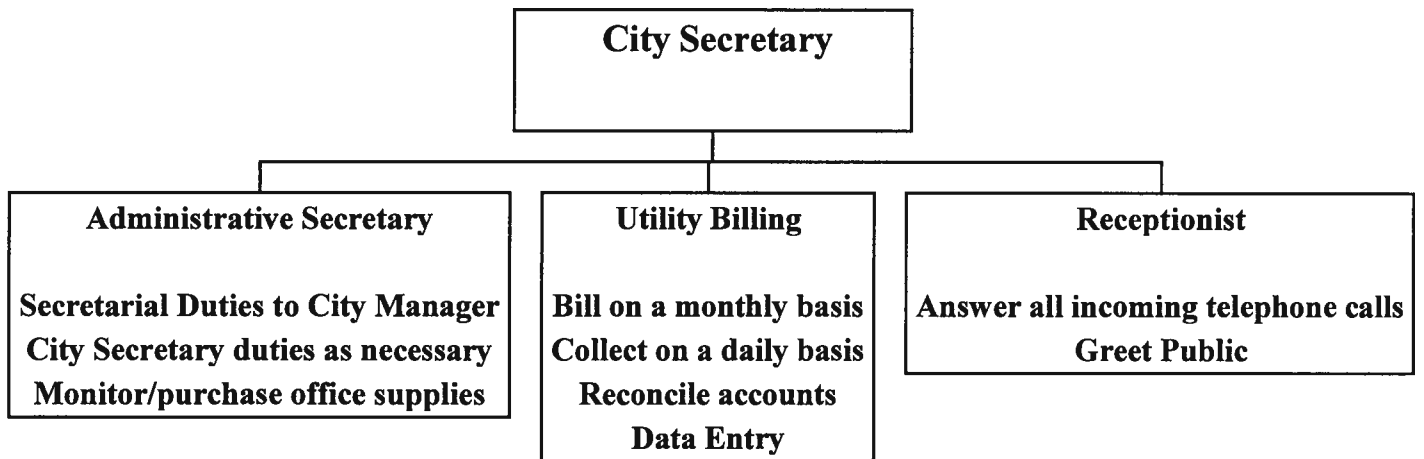 City Secretary
Administrative Secretary
Secretarial Duties to City Manager
City Secretary duties as necessary
Monitor/purchase office supplies
Utility Billing
Bill on a monthly basis
Collect on a daily basis
Reconcile accounts
Data Entry
Receptionist
Answer all incoming telephone calls
Greet Public